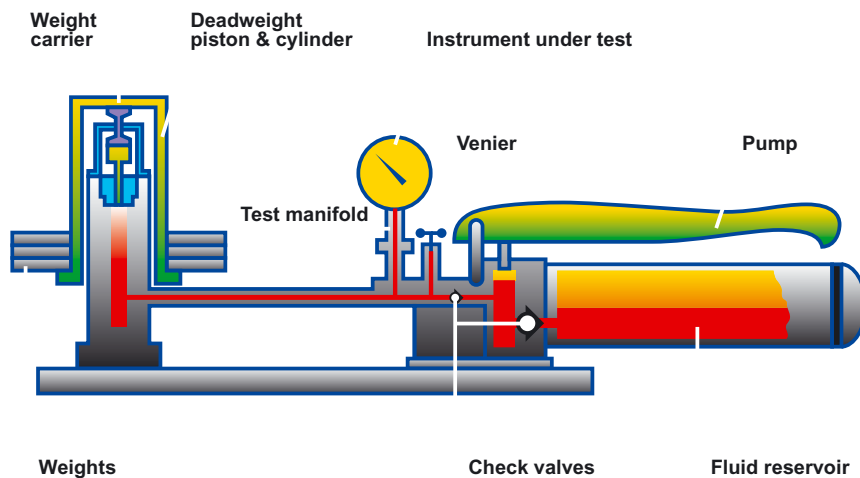 Weight
carrier
Deadweight
piston & cylinder
Instrument under test
Venier
Pump
Test manifold
Weights
Check valves
Fluid reservoir